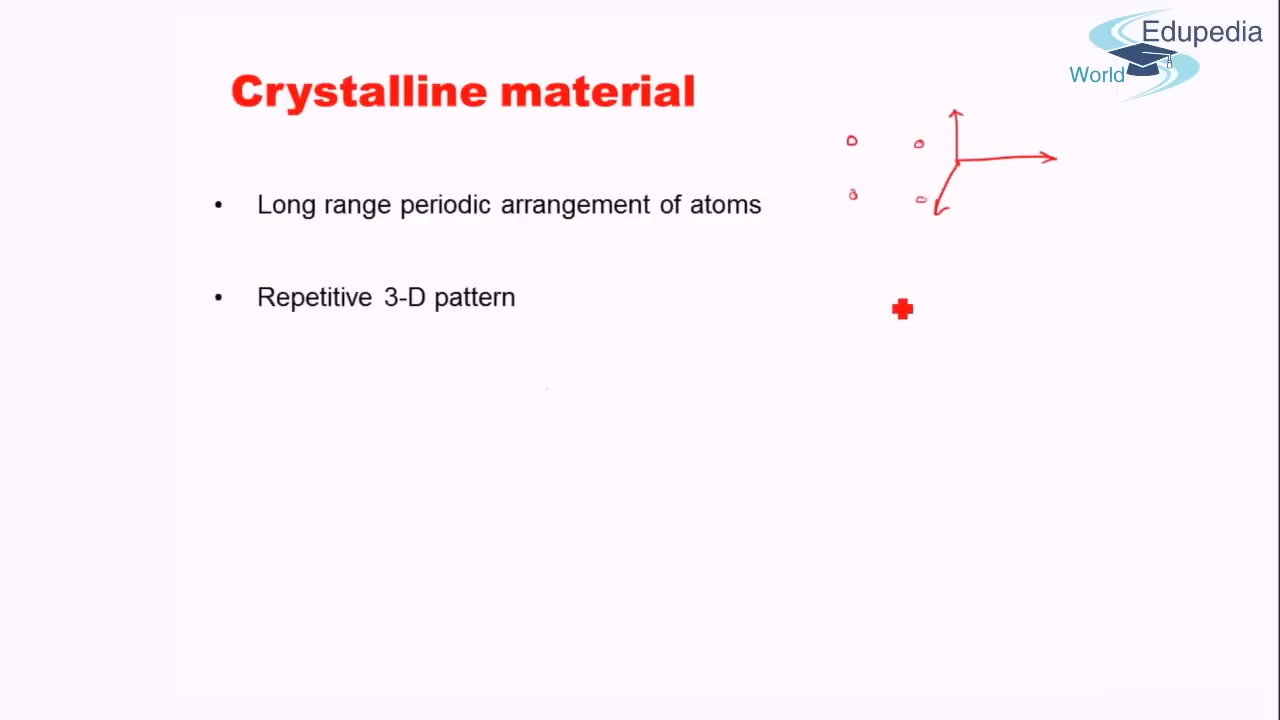 Edupedia
World
Crystalline material
• Long range periodic arrangement of atoms
• Repetitive 3-D pattern